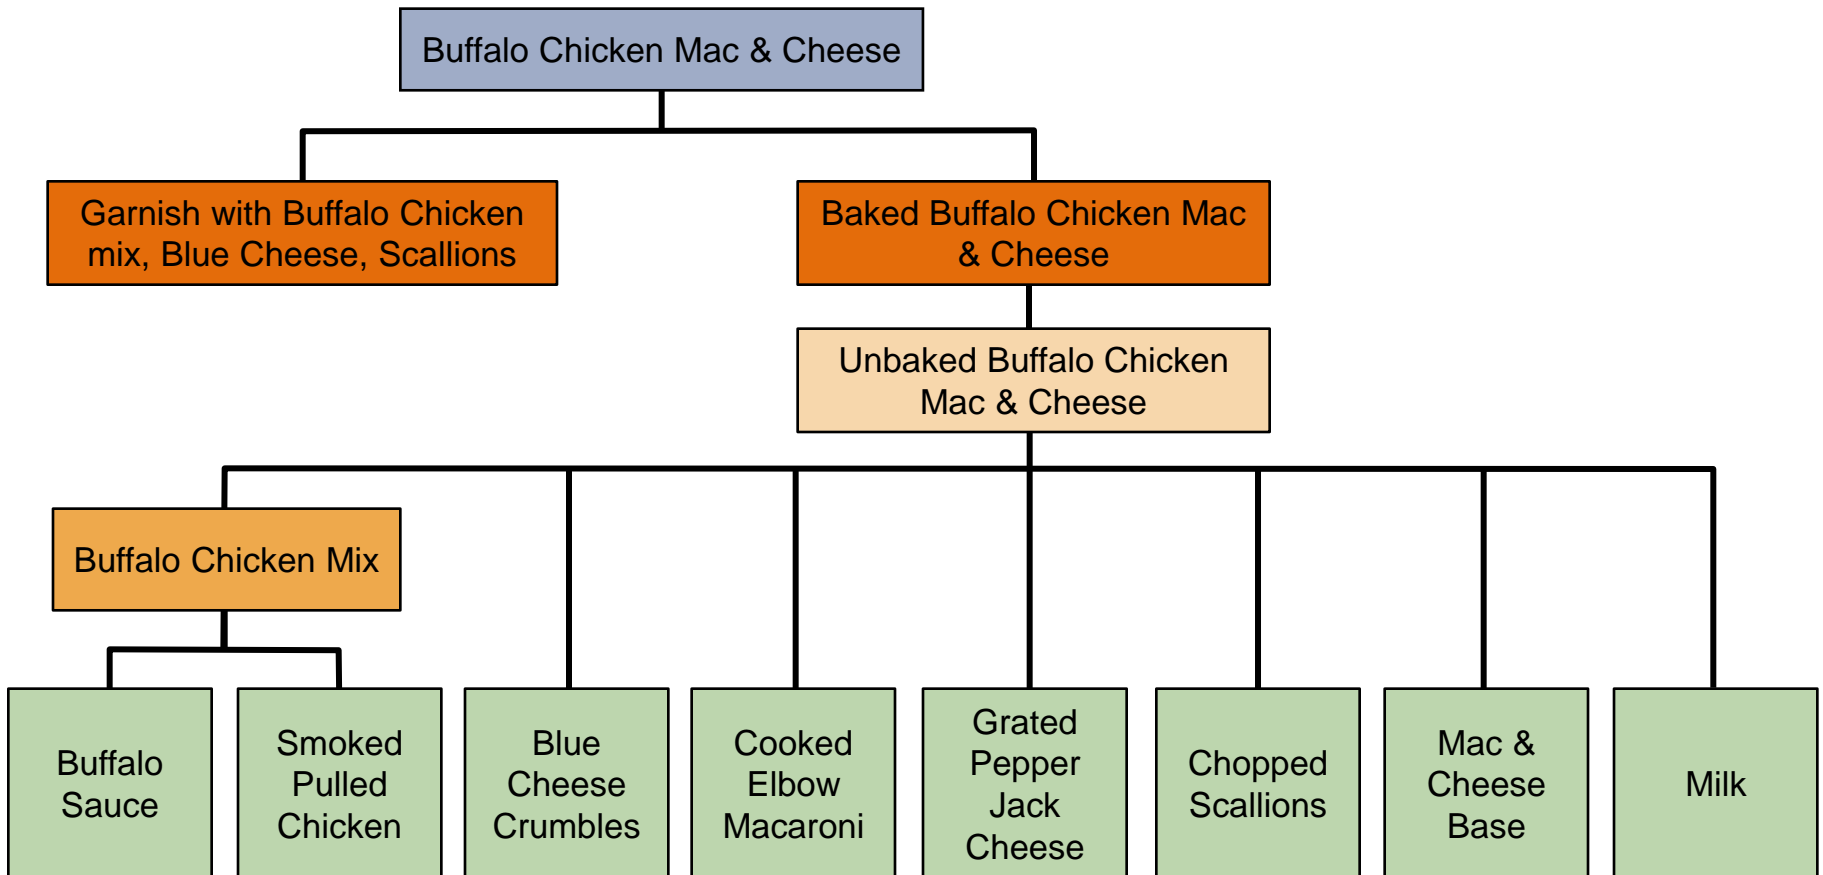 Buffalo Chicken Mac & Cheese
Garnish with Buffalo Chicken
mix, Blue Cheese, Scallions
Baked Buffalo Chicken Mac
& Cheese
Unbaked Buffalo Chicken
Mac & Cheese
Buffalo Chicken Mix
Buffalo
Sauce
Smoked
Pulled
Chicken
Blue
Cheese
Crumbles
Cooked
Elbow
Macaroni
Grated
Pepper
Jack
Cheese
Chopped
Scallions
Mac &
Cheese
Base
Milk